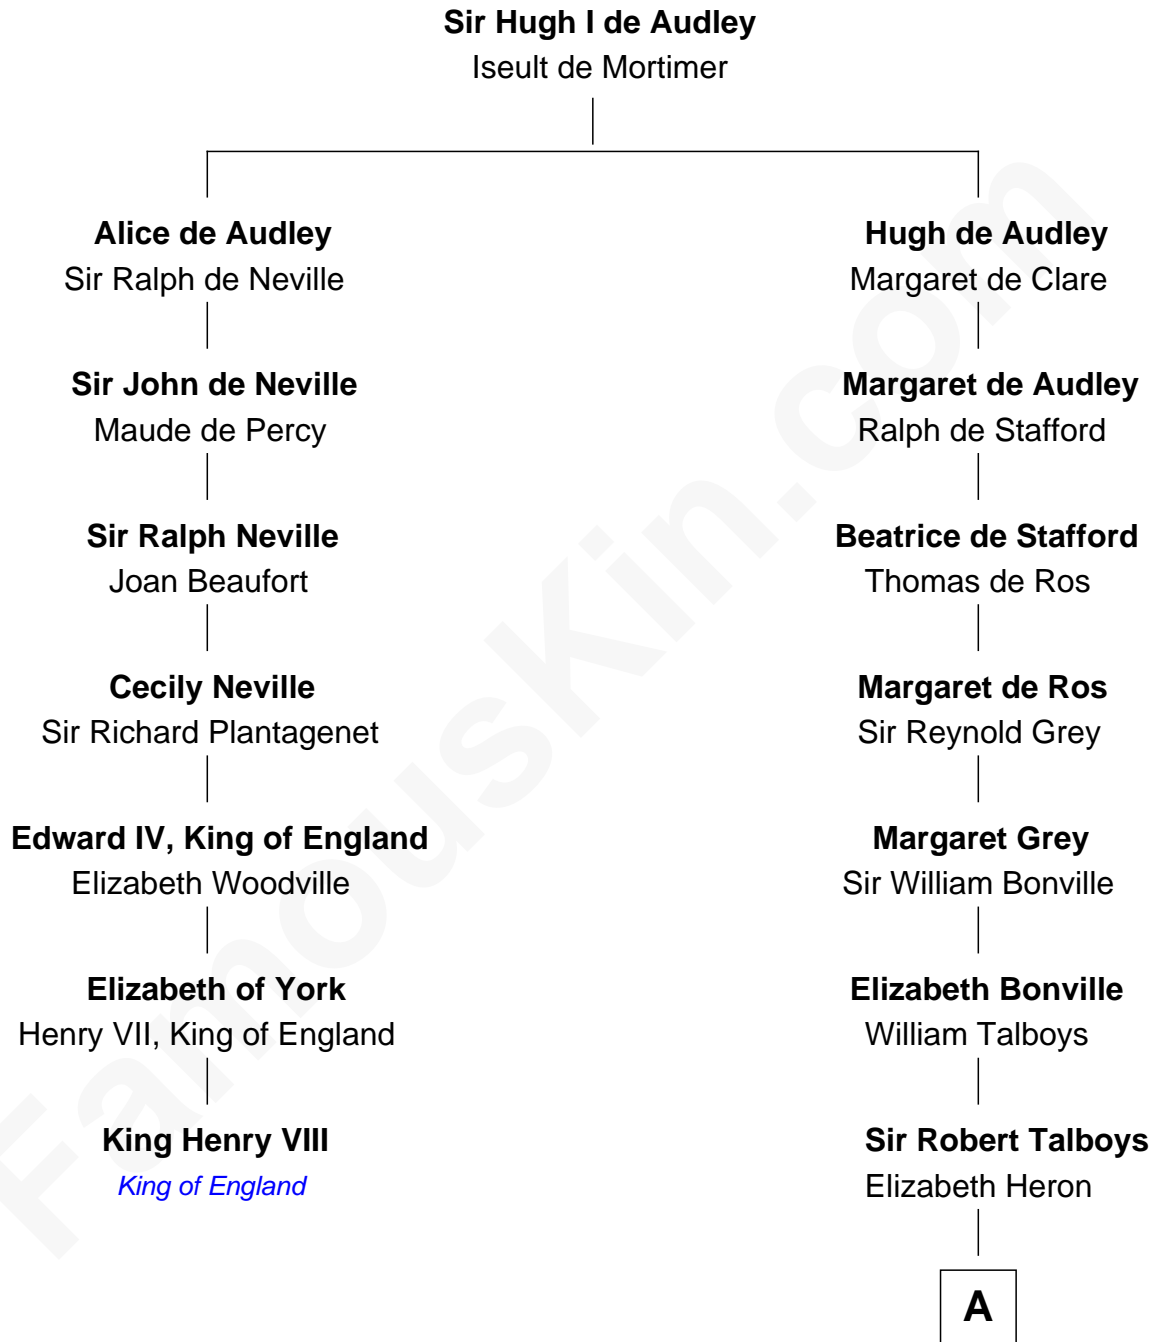 Sir Hugh I de Audley
Iseult de Mortimer
Alice de Audley
Sir Ralph de Neville
Hugh de Audley
Margaret de Clare
Sir John de Neville
Maude de Percy
Margaret de Audley
Ralph de Stafford
Sir Ralph Neville
Joan Beaufort
Beatrice de Stafford
Thomas de Ros
Cecily Neville
Sir Richard Plantagenet
Margaret de Ros
Sir Reynold Grey
Edward IV, King of England
Elizabeth Woodville
Margaret Grey
Sir William Bonville
Elizabeth of York
Henry VII, King of England
Elizabeth Bonville
William Talboys
King Henry VIII
King of England
Sir Robert Talboys
Elizabeth Heron
A
FamousKin.com